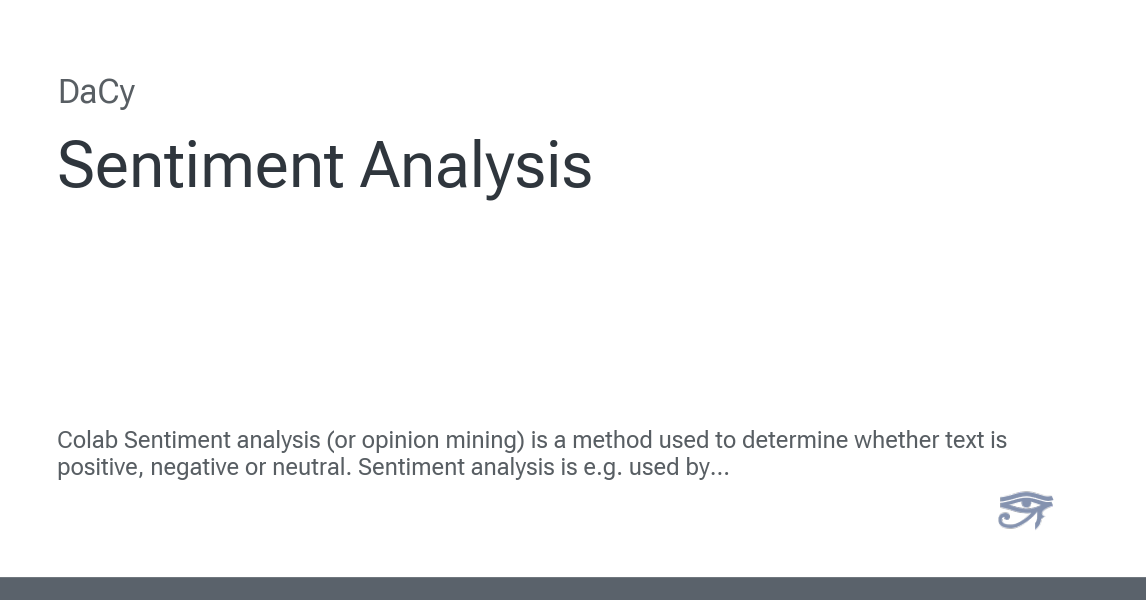 DaCy
Sentiment Analysis
Colab Sentiment analysis (or opinion mining) is a method used to determine whether text is
positive, negative or neutral. Sentiment analysis is e.g. used by...